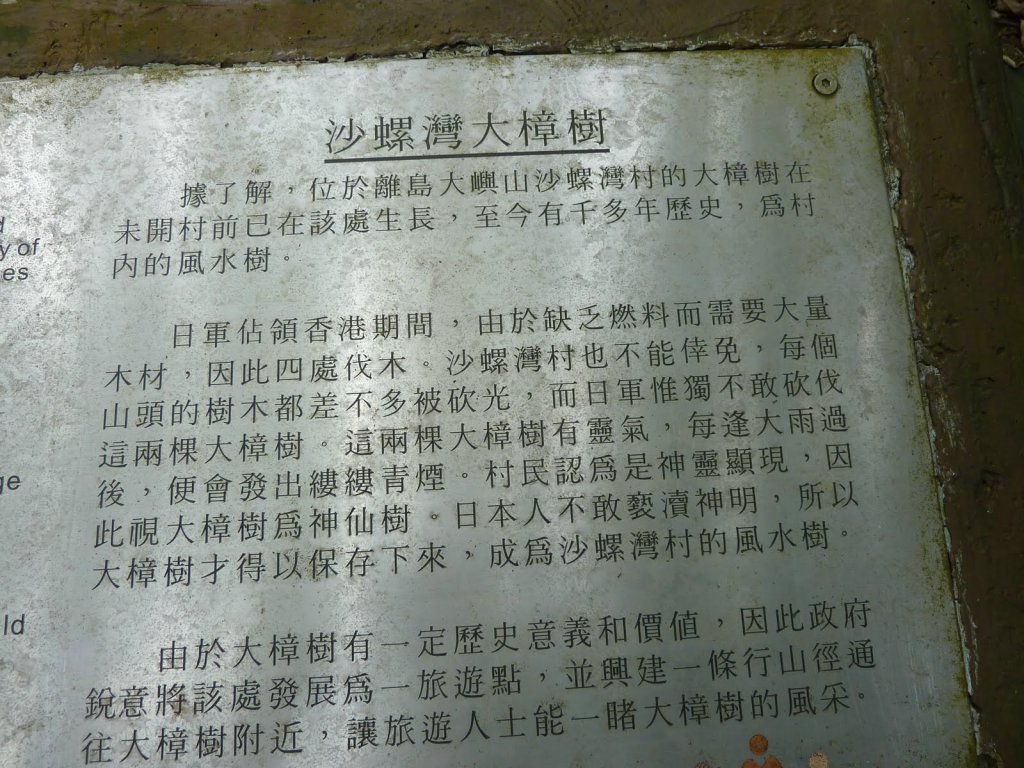 沙螺灣大樟樹
據了解，位於離島大嶼山沙螺灣村的大樟樹在
未開村前已在該處生長，至今有千多年歷史，為村
內的風水樹。
日軍佔領香港期間，由於缺乏燃料而需要大量
木材，因此四處伐木。沙螺灣村也不能倖免，每個
山頭的樹木都差不多被砍光，而日軍惟獨不敢砍伐
這兩棵大樟樹。這兩棵大樟樹有靈氣，每逢大雨過
後，便會發出縷縷青煙。村民認為是神靈顯現，因
此視大樟樹為神仙樹。日本人不敢褻瀆神明，所以
大樟樹才得以保存下來，成為沙螺灣村的風水樹。
由於大樟樹有一定歷史意義和價值，因此政府
銳意將該處發展為一旅遊點，並興建一條行山徑通
往大樟樹附近，讓旅遊人士能一睹大樟樹的風采。
y of
es
ge
ld